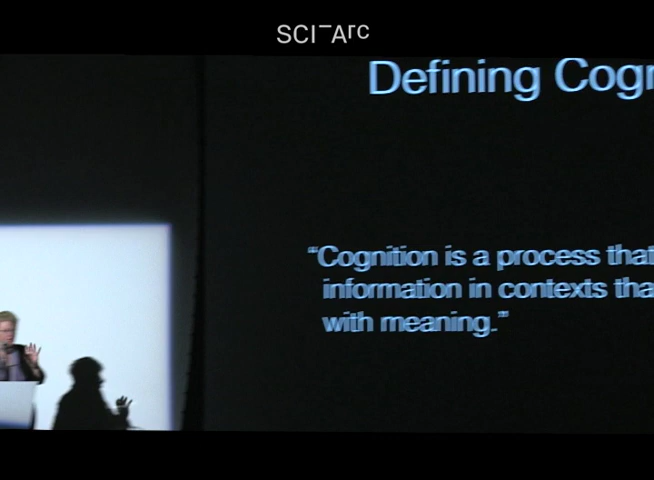 SCI-Arc
Defining Cogn
“Cognition is a process that
information in contexts tha
with meaning.”